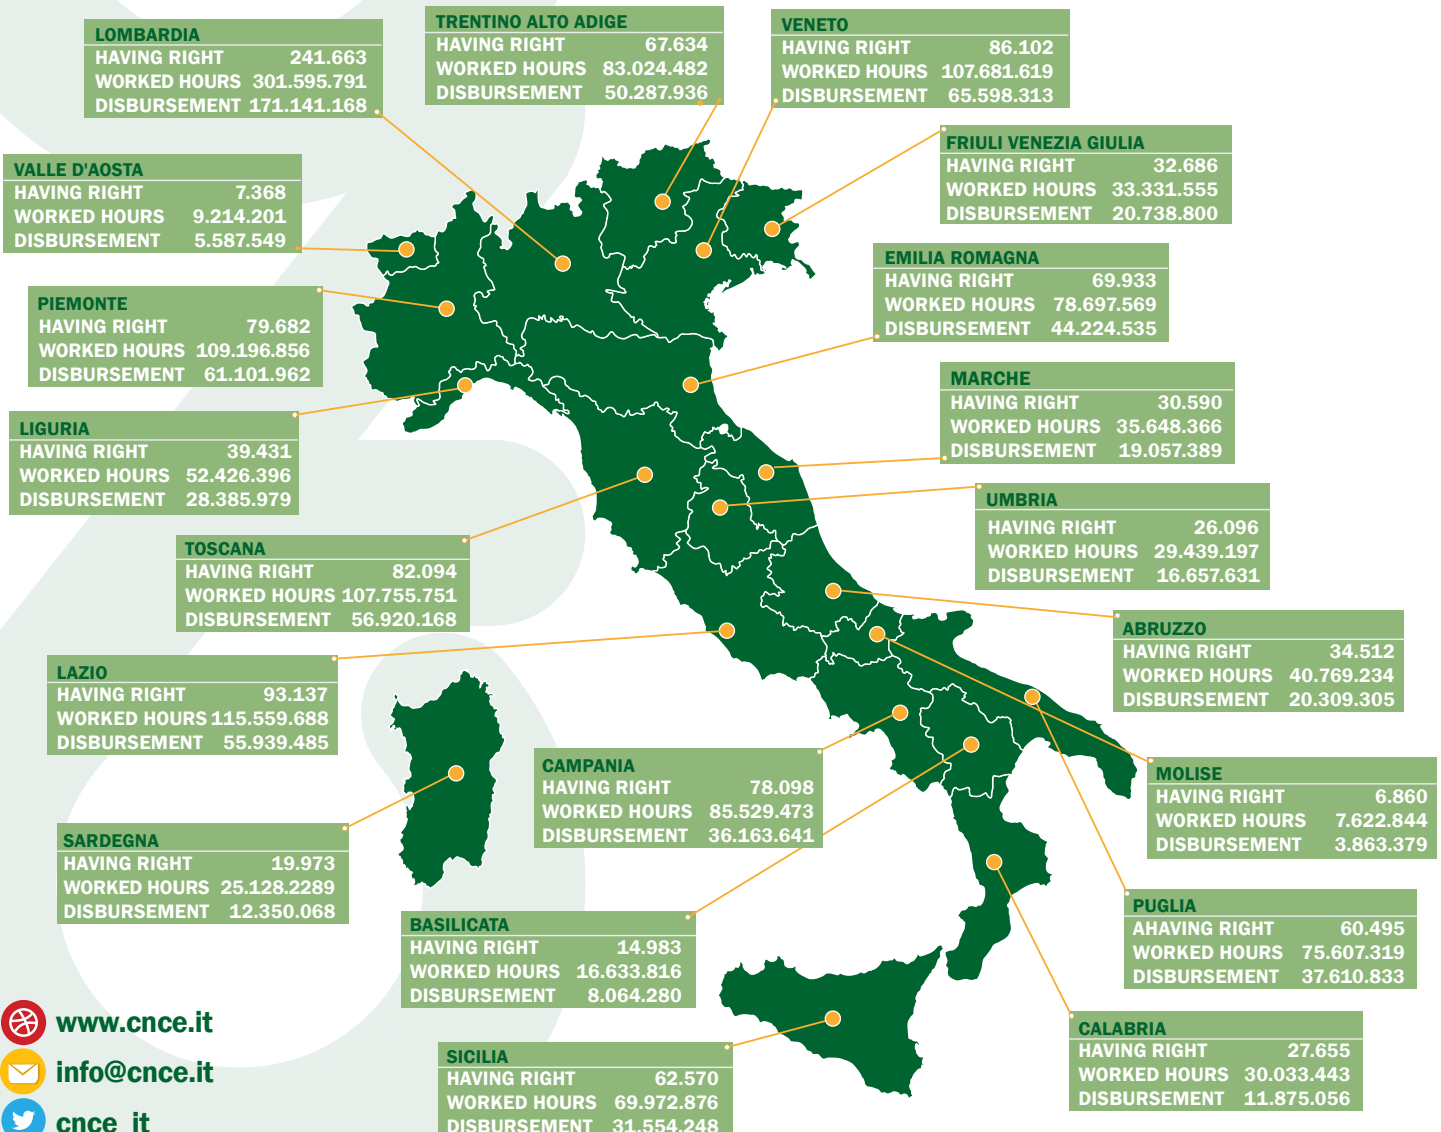 LOMBARDIA
HAVING RIGHT 241.663
WORKED HOURS 301.595.791
DISBURSEMENT 171.141.168
TRENTINO ALTO ADIGE
HAVING RIGHT 67.634
WORKED HOURS 83.024.482
DISBURSEMENT 50.287.936
VENETO
HAVING RIGHT 86.102
WORKED HOURS 107.681.619
DISBURSEMENT 65.598.313
FRIULI VENEZIA GIULIA
HAVING RIGHT 32.686
WORKED HOURS 33.331.555
DISBURSEMENT 20.738.800
VALLE D'AOSTA
HAVING RIGHT 7.368
WORKED HOURS 9.214.201
DISBURSEMENT 5.587.549
EMILIA ROMAGNA
HAVING RIGHT 69.933
WORKED HOURS 78.697.569
DISBURSEMENT 44.224.535
PIEMONTE
HAVING RIGHT 79.682
WORKED HOURS 109.196.856
DISBURSEMENT 61.101.962
MARCHE
HAVING RIGHT 30.590
WORKED HOURS 35.648.366
DISBURSEMENT 19.057.389
LIGURIA
HAVING RIGHT 39.431
WORKED HOURS 52.426.396
DISBURSEMENT 28.385.979
UMBRIA
HAVING RIGHT 26.096
WORKED HOURS 29.439.197
DISBURSEMENT 16.657.631
TOSCANA
HAVING RIGHT 82.094
WORKED HOURS 107.755.751
DISBURSEMENT 56.920.168
ABRUZZO
HAVING RIGHT 34.512
WORKED HOURS 40.769.234
DISBURSEMENT 20.309.305
LAZIO
HAVING RIGHT 93.137
WORKED HOURS 115.559.688
DISBURSEMENT 55.939.485
CAMPANIA
HAVING RIGHT 78.098
WORKED HOURS 85.529.473
DISBURSEMENT 36.163.641
MOLISE
HAVING RIGHT 6.860
WORKED HOURS 7.622.844
DISBURSEMENT 3.863.379
SARDEGNA
HAVING RIGHT 19.973
WORKED HOURS 25.128.2289
DISBURSEMENT 12.350.068
PUGLIA
AHAVING RIGHT 60.495
WORKED HOURS 75.607.319
DISBURSEMENT 37.610.833
BASILICATA
HAVING RIGHT 14.983
WORKED HOURS 16.633.816
DISBURSEMENT 8.064.280
CALABRIA
HAVING RIGHT 27.655
WORKED HOURS 30.033.443
DISBURSEMENT 11.875.056
SICILIA
HAVING RIGHT 62.570
WORKED HOURS 69.972.876
DISBURSEMENT 31.554.248
www.cnce.it
info@cnce.it
cnce_it